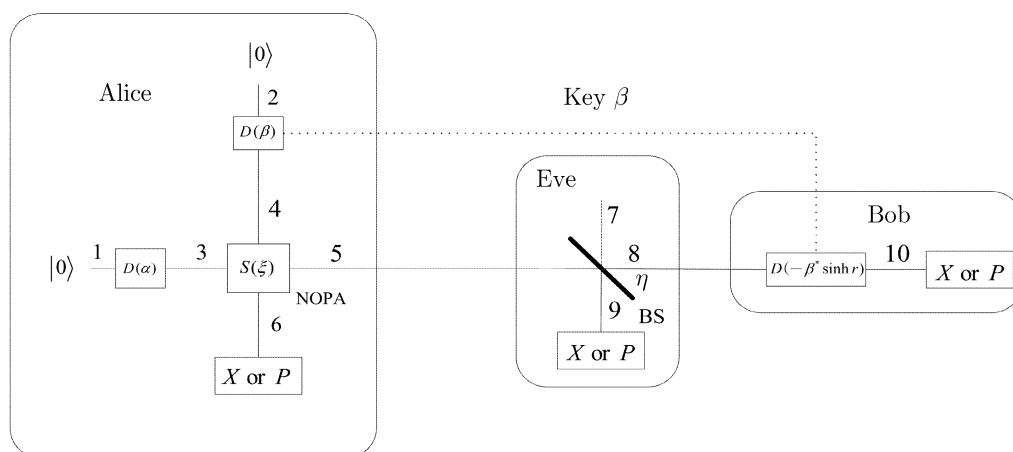 |0⟩
Alice
2
D(β)
Key β
Eve
7
4
Bob
1
3
5
8
10
|0⟩
D(α)
S(ξ)
D(−β* sinh r)
X or P
η
NOPA
9
BS
6
X or P
X or P